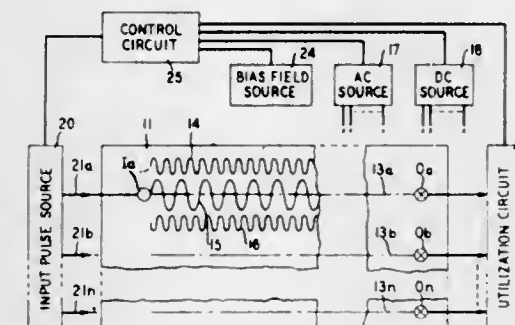 CONTROL
CIRCUIT
25
24
BIAS FIELD
SOURCE
17
AC
SOURCE
18
DC
SOURCE
20
INPUT PULSE SOURCE
21a
21b
21n
11
14
Ia
15
16
13a
Oa
13b
Ob
13n
On
UTILIZATION CIRCUIT